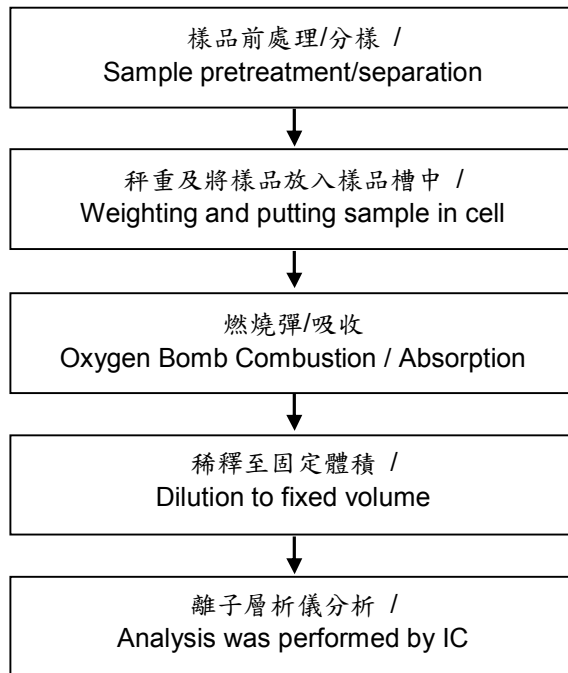 樣品前處理/分樣 /
Sample pretreatment/separation
秤重及將樣品放入樣品槽中 /
Weighting and putting sample in cell
燃燒彈/吸收
Oxygen Bomb Combustion / Absorption
稀釋至固定體積 /
Dilution to fixed volume
離子層析儀分析 /
Analysis was performed by IC